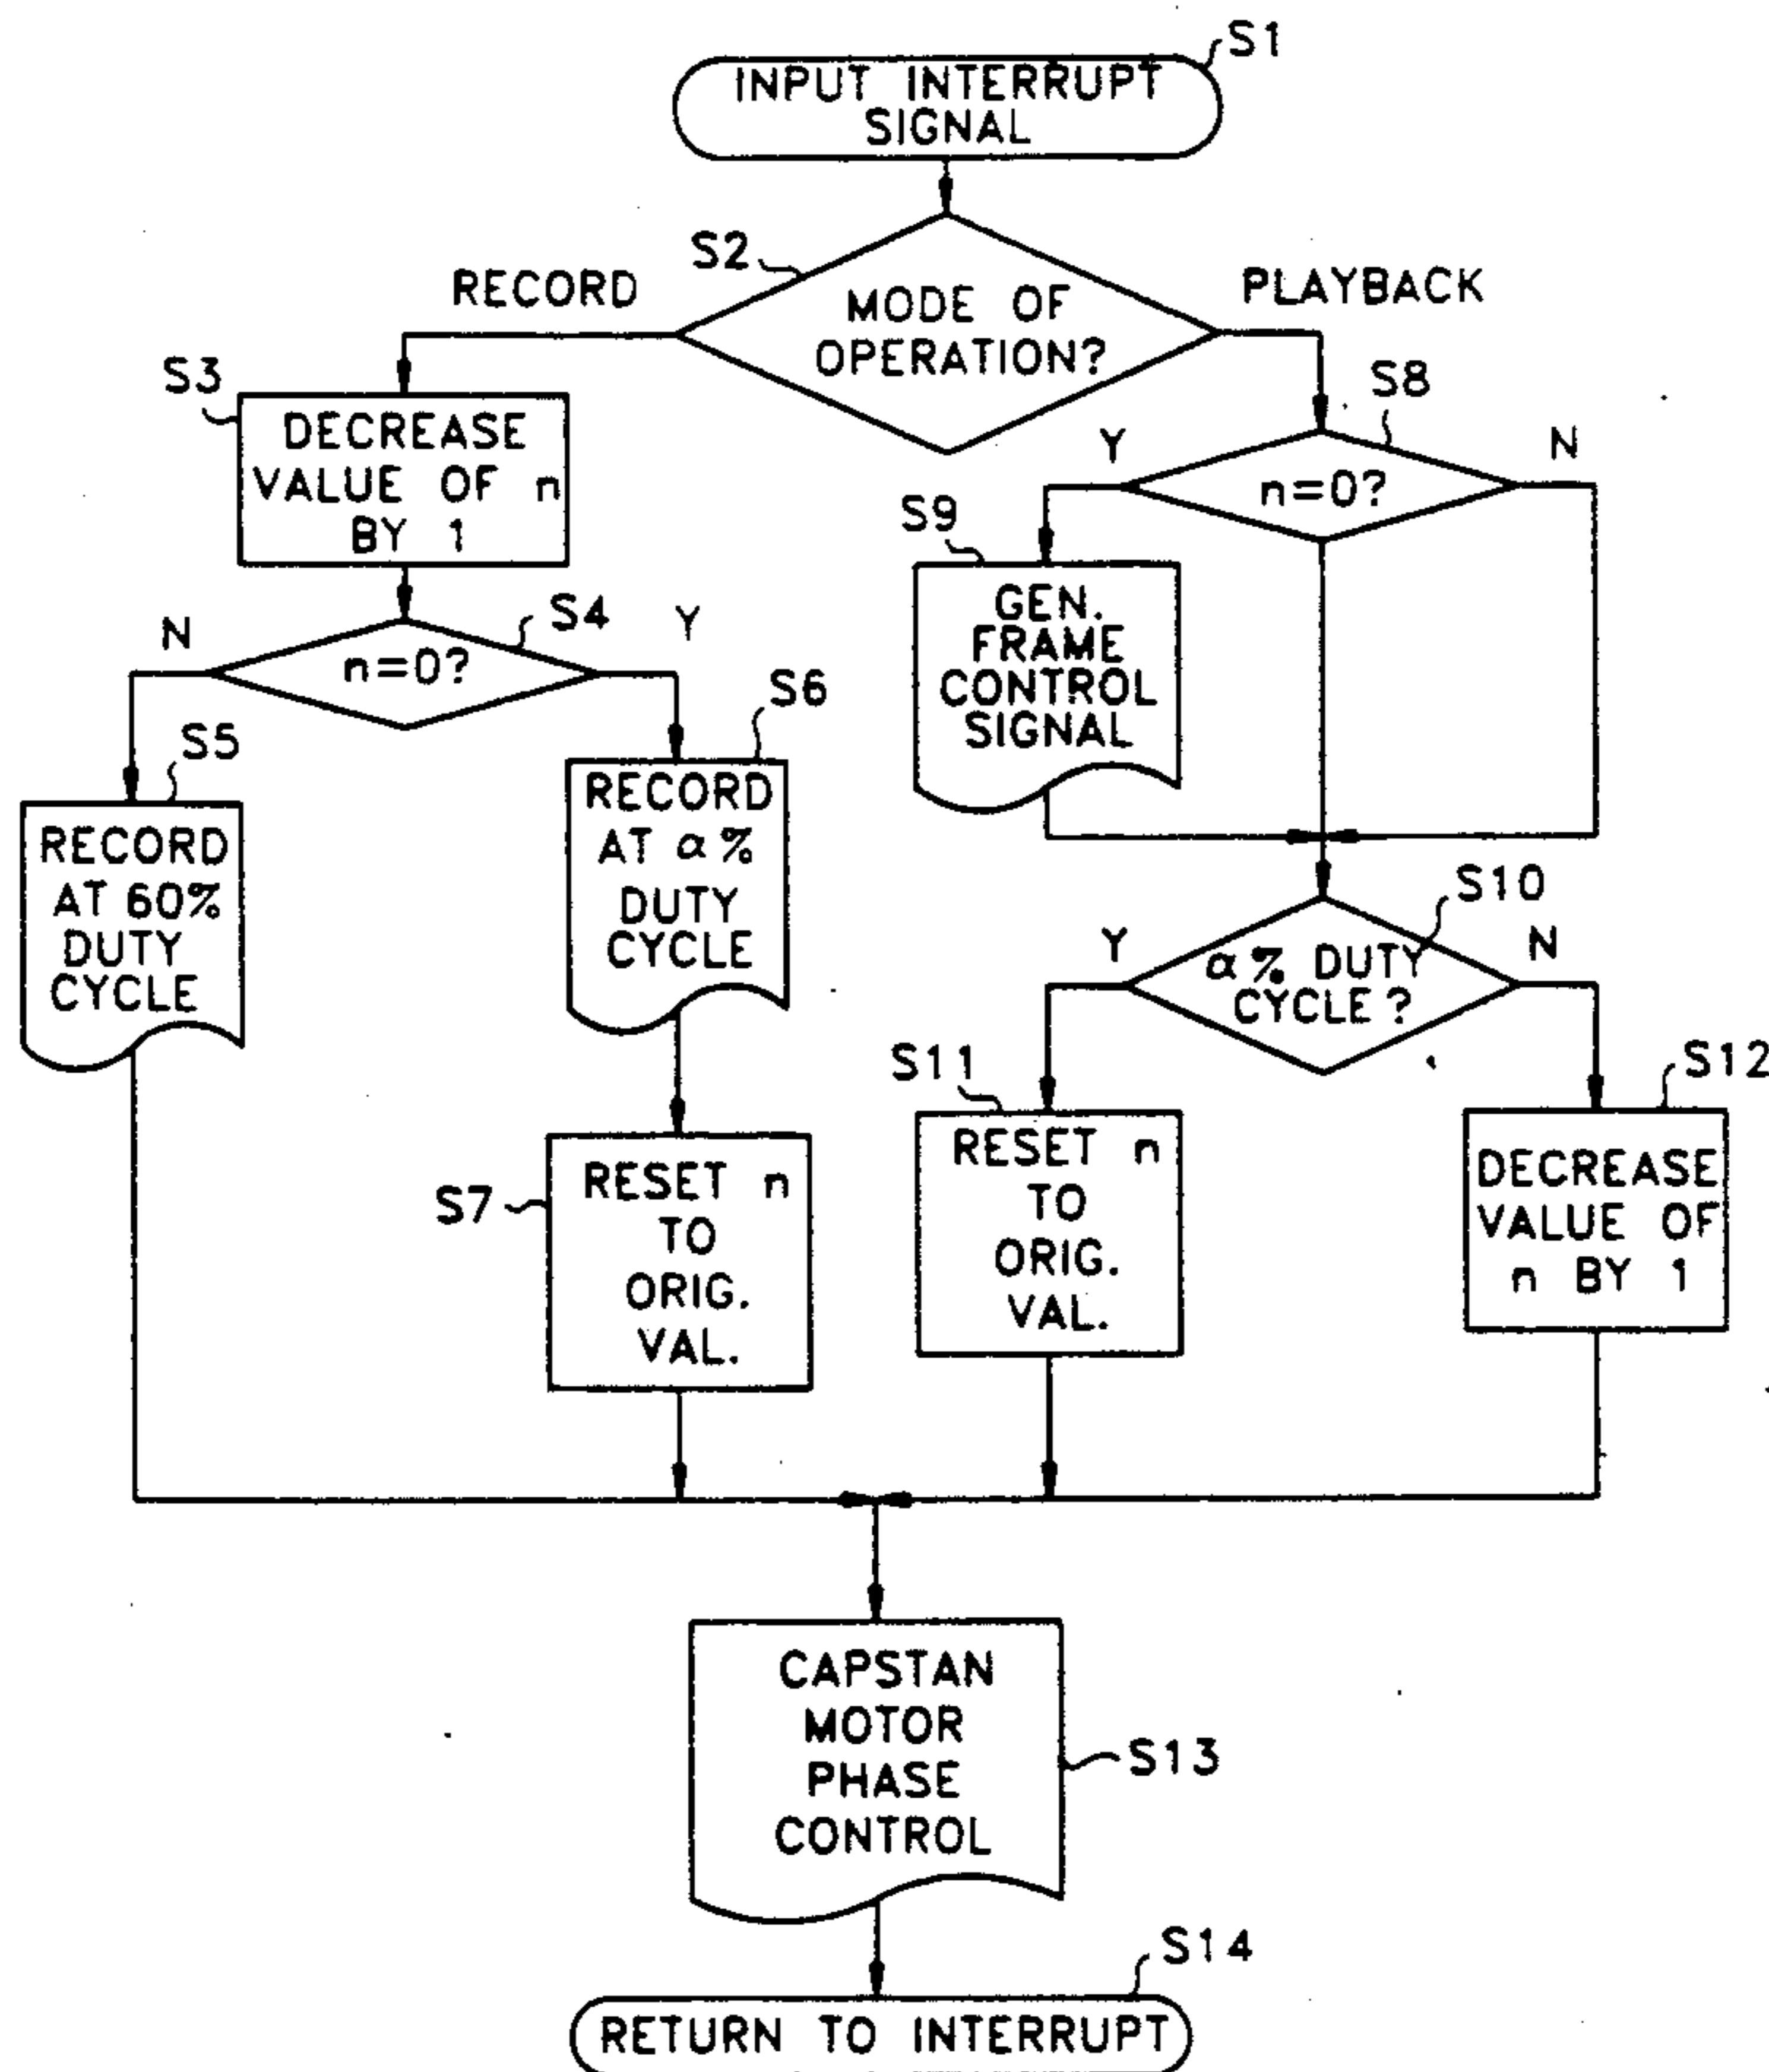 S1
INPUT INTERRUPT
SIGNAL
S2
RECORD
PLAYBACK
MODE OF
OPERATION?
S3
DECREASE
VALUE OF n
BY 1
S8
Y
N
n=0?
S9
GEN.
FRAME
CONTROL
SIGNAL
S4
N
Y
n=0?
S5
RECORD
AT 60%
DUTY
CYCLE
S6
RECORD
AT α%
DUTY
CYCLE
S10
Y
N
α% DUTY
CYCLE?
S7
RESET n
TO
ORIG.
VAL.
S11
RESET n
TO
ORIG.
VAL.
S12
DECREASE
VALUE OF
n BY 1
CAPSTAN
MOTOR
PHASE
CONTROL
S13
S14
RETURN TO INTERRUPT